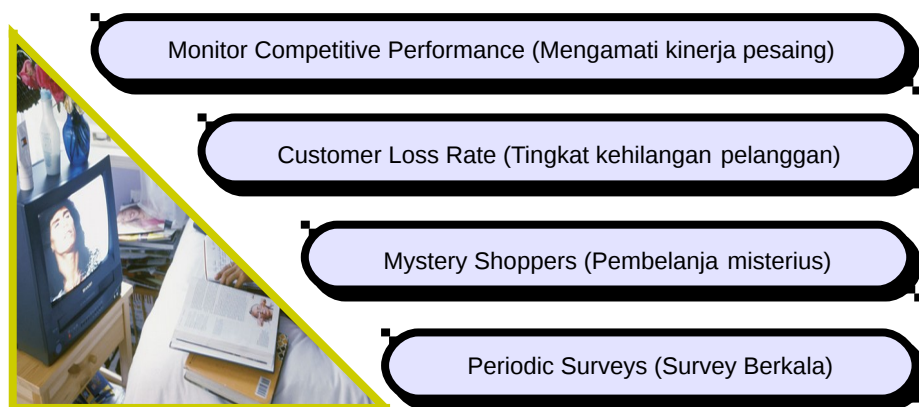 Monitor Competitive Performance (Mengamati kinerja pesaing)
Customer Loss Rate (Tingkat kehilangan pelanggan)
Mystery Shoppers (Pembelanja misterius)
Periodic Surveys (Survey Berkala)